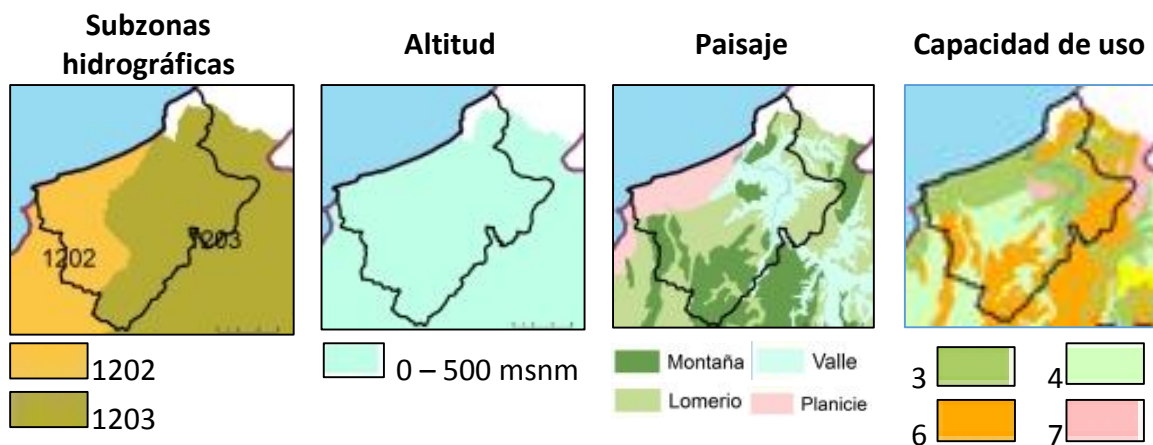 Subzonas
hidrográficas
Altitud
Paisaje
Capacidad de uso
1202
1203
1202
1203
0 – 500 msnm
Montaña
Valle
Lomerio
Planicie
3
4
6
7